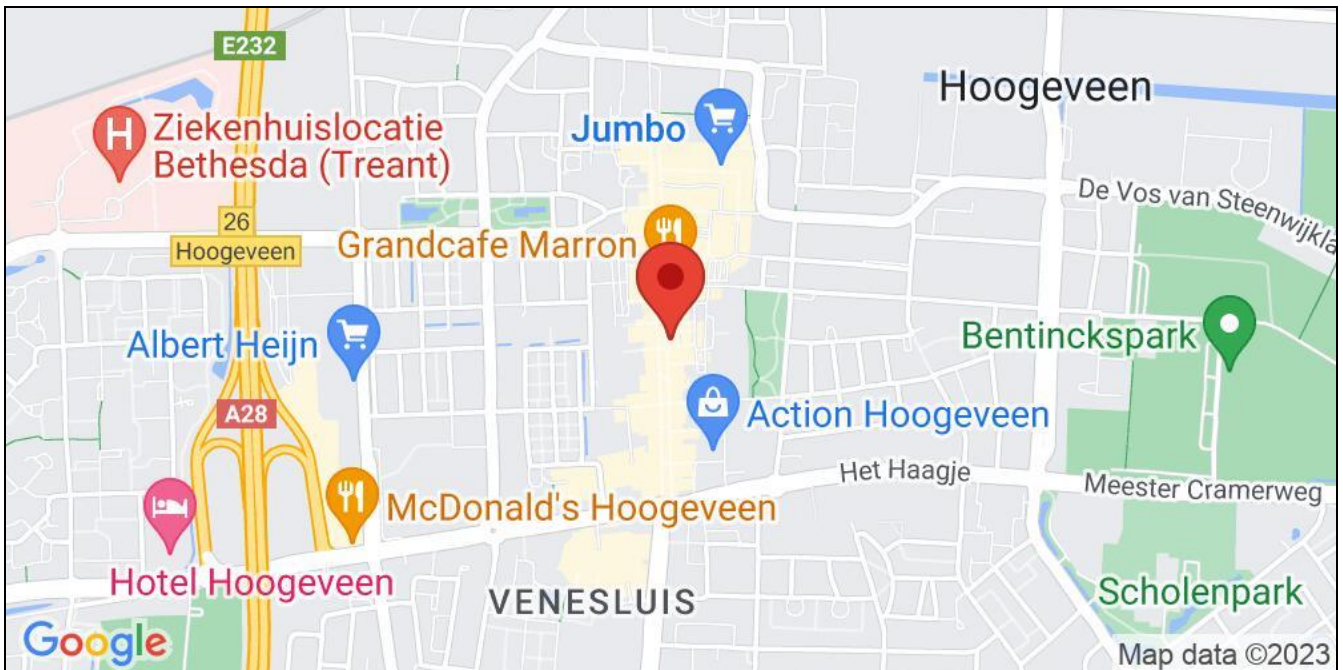 E232
Hoogeveen
H
Ziekenhuislocatie
Bethesda (Treant)
Jumbo
De Vos van Steenwijkla
26
Hoogeveen
Grandcafe Marron
Albert Heijn
Bentinckspark
A28
Action Hoogeveen
Het Haagje
Meester Cramerweg
McDonald's Hoogeveen
Hotel Hoogeveen
VENESLUIS
Scholenpark
Google
Map data ©2023